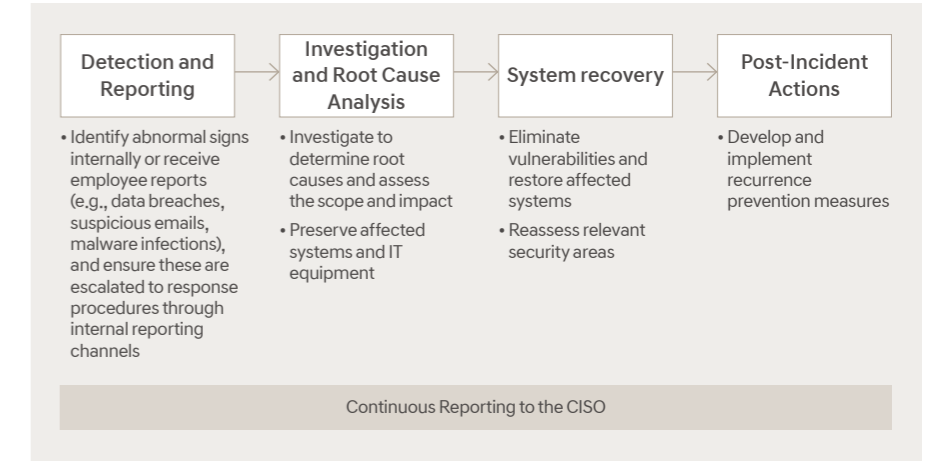 Detection and
Reporting
• Identify abnormal signs
internally or receive
employee reports
(e.g., data breaches,
suspicious emails,
malware infections),
and ensure these are
escalated to response
procedures through
internal reporting
channels
Investigation
and Root Cause
Analysis
• Investigate to
determine root
causes and assess
the scope and impact
• Preserve affected
systems and IT
equipment
System recovery
• Eliminate
vulnerabilities and
restore affected
systems
• Reassess relevant
security areas
Post-Incident
Actions
• Develop and
implement
recurrence
prevention measures
Continuous Reporting to the CISO